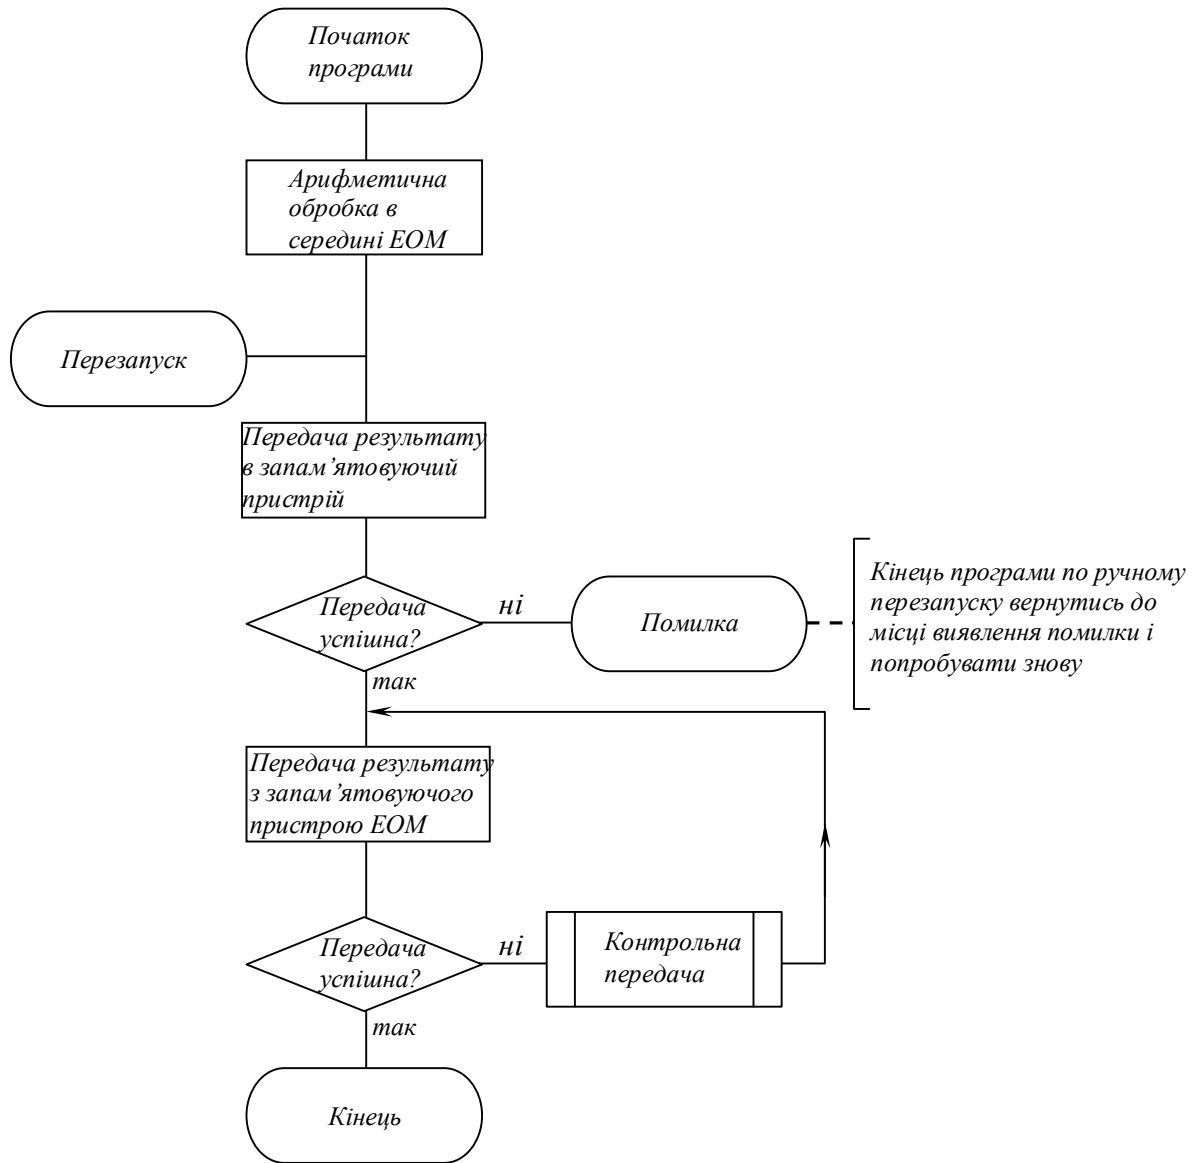 Початок
програми
Арифметична
обробка в
середині ЕОМ
Перезапуск
Передача результату
в запам’ятовуючий
пристрій
Передача
успішна?
ні
Помилка
Кінець програми по ручному
перезапуску вернутись до
місці виявлення помилки і
попробувати знову
так
Передача результату
з запам’ятовуючого
пристрою ЕОМ
Передача
успішна?
ні
Контрольна
передача
так
Кінець